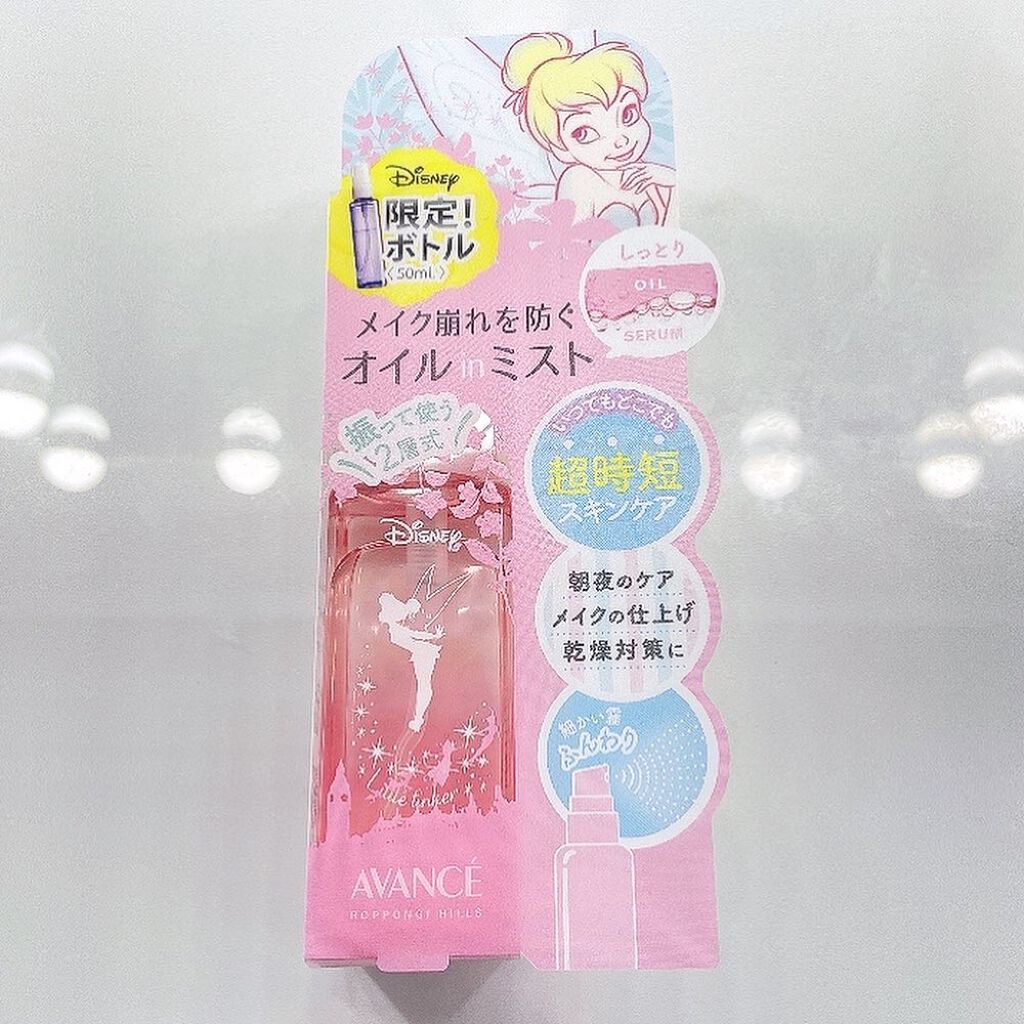 Disney
限定!
ボトル
〈50mL〉
しっとり
OIL
SERUM
メイク崩れを防ぐ
オイル in ミスト
振って使う
2層式
いつでもどこでも
超時短
スキンケア
Disney
朝夜のケア
メイクの仕上げ
乾燥対策に
細かい霧
ふんわり
Little tinker
AVANCÉ
ROPPONGI HILLS